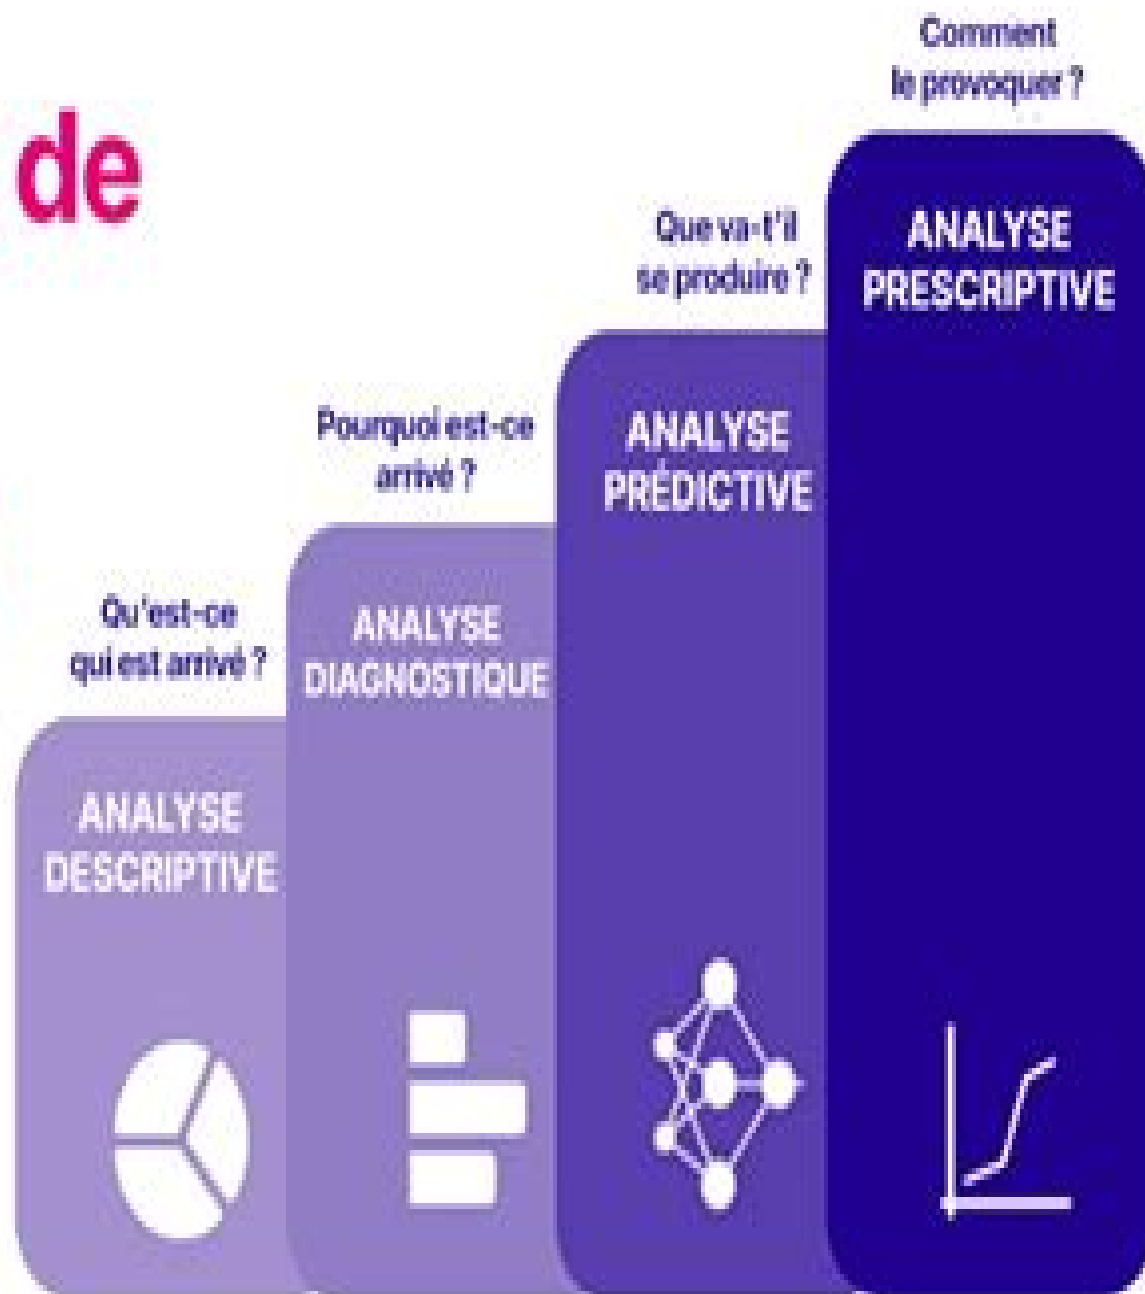 de
Qu'est-ce
qui est arrivé ?
ANALYSE
DESCRIPTIVE
Pourquoi est-ce
arrivé ?
ANALYSE
DIAGNOSTIQUE
Que va-t'il
se produire ?
ANALYSE
PRÉDICTIVE
Comment
le provoquer ?
ANALYSE
PRESCRIPTIVE